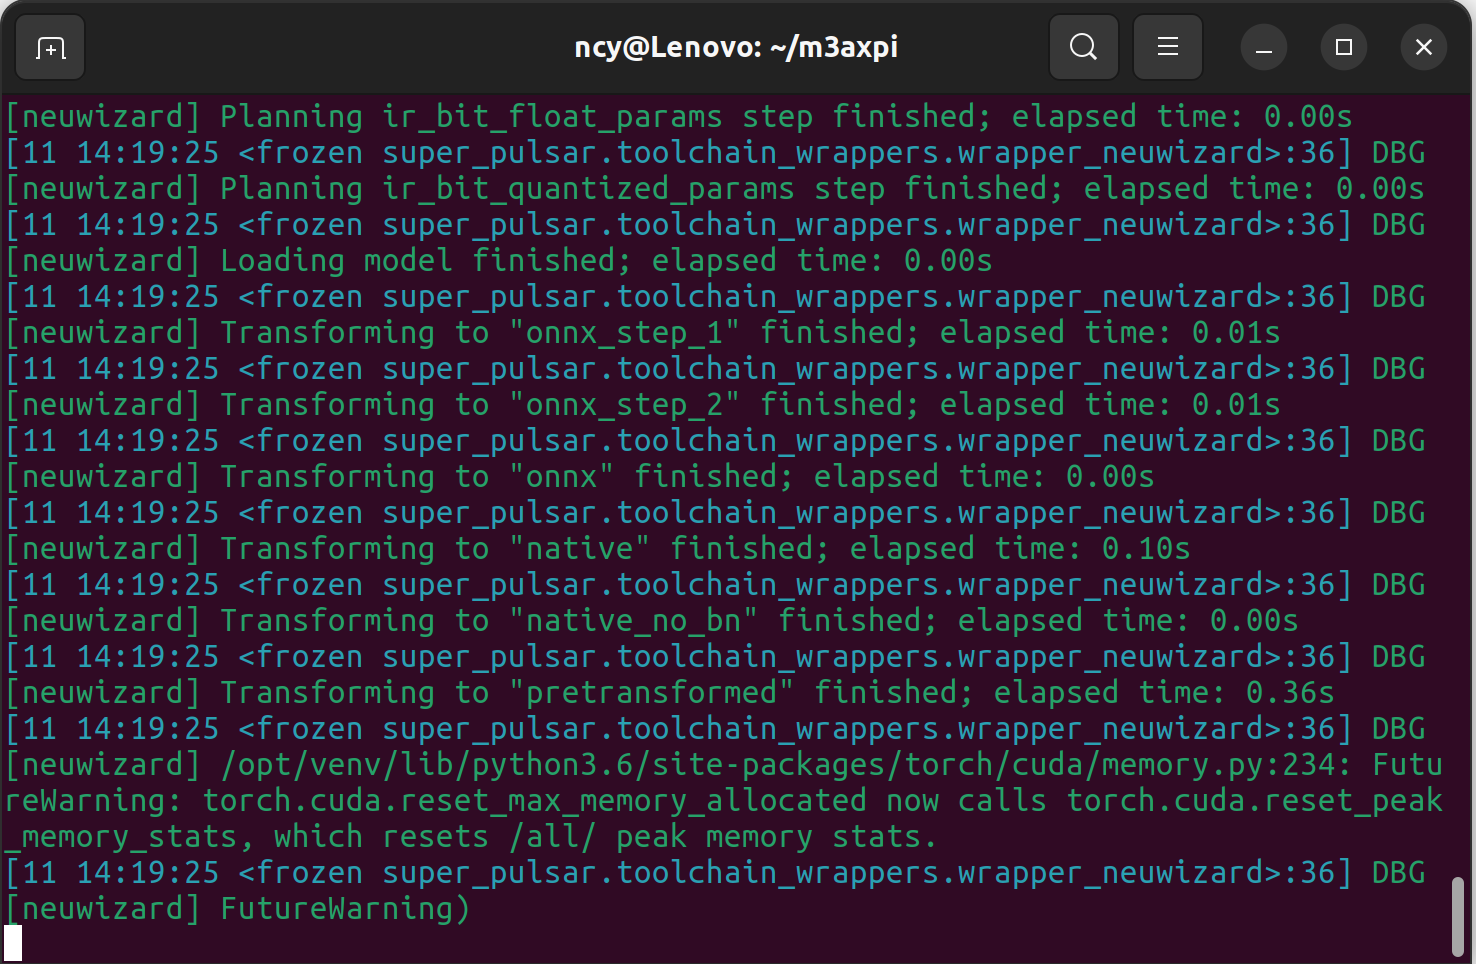 ncy@Lenovo: ~/m3axpi
[neuwizard] Planning ir_bit_float_params step finished; elapsed time: 0.00s
[11 14:19:25 <frozen super_pulsar.toolchain_wrappers.wrapper_neuwizard>:36] DBG
[neuwizard] Planning ir_bit_quantized_params step finished; elapsed time: 0.00s
[11 14:19:25 <frozen super_pulsar.toolchain_wrappers.wrapper_neuwizard>:36] DBG
[neuwizard] Loading model finished; elapsed time: 0.00s
[11 14:19:25 <frozen super_pulsar.toolchain_wrappers.wrapper_neuwizard>:36] DBG
[neuwizard] Transforming to "onnx_step_1" finished; elapsed time: 0.01s
[11 14:19:25 <frozen super_pulsar.toolchain_wrappers.wrapper_neuwizard>:36] DBG
[neuwizard] Transforming to "onnx_step_2" finished; elapsed time: 0.01s
[11 14:19:25 <frozen super_pulsar.toolchain_wrappers.wrapper_neuwizard>:36] DBG
[neuwizard] Transforming to "onnx" finished; elapsed time: 0.00s
[11 14:19:25 <frozen super_pulsar.toolchain_wrappers.wrapper_neuwizard>:36] DBG
[neuwizard] Transforming to "native" finished; elapsed time: 0.10s
[11 14:19:25 <frozen super_pulsar.toolchain_wrappers.wrapper_neuwizard>:36] DBG
[neuwizard] Transforming to "native_no_bn" finished; elapsed time: 0.00s
[11 14:19:25 <frozen super_pulsar.toolchain_wrappers.wrapper_neuwizard>:36] DBG
[neuwizard] Transforming to "pretransformed" finished; elapsed time: 0.36s
[11 14:19:25 <frozen super_pulsar.toolchain_wrappers.wrapper_neuwizard>:36] DBG
[neuwizard] /opt/venv/lib/python3.6/site-packages/torch/cuda/memory.py:234: Futu
reWarning: torch.cuda.reset_max_memory_allocated now calls torch.cuda.reset_peak
_memory_stats, which resets /all/ peak memory stats.
[11 14:19:25 <frozen super_pulsar.toolchain_wrappers.wrapper_neuwizard>:36] DBG
[neuwizard] FutureWarning)